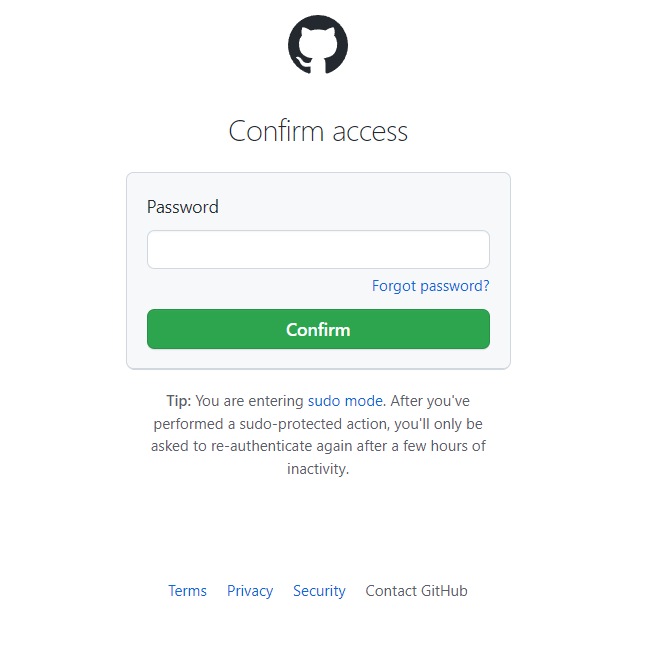 Confirm access
Password
Forgot password?
Confirm
Tip: You are entering sudo mode. After you've
performed a sudo-protected action, you'll only be
asked to re-authenticate again after a few hours of
inactivity.
Terms Privacy Security Contact GitHub